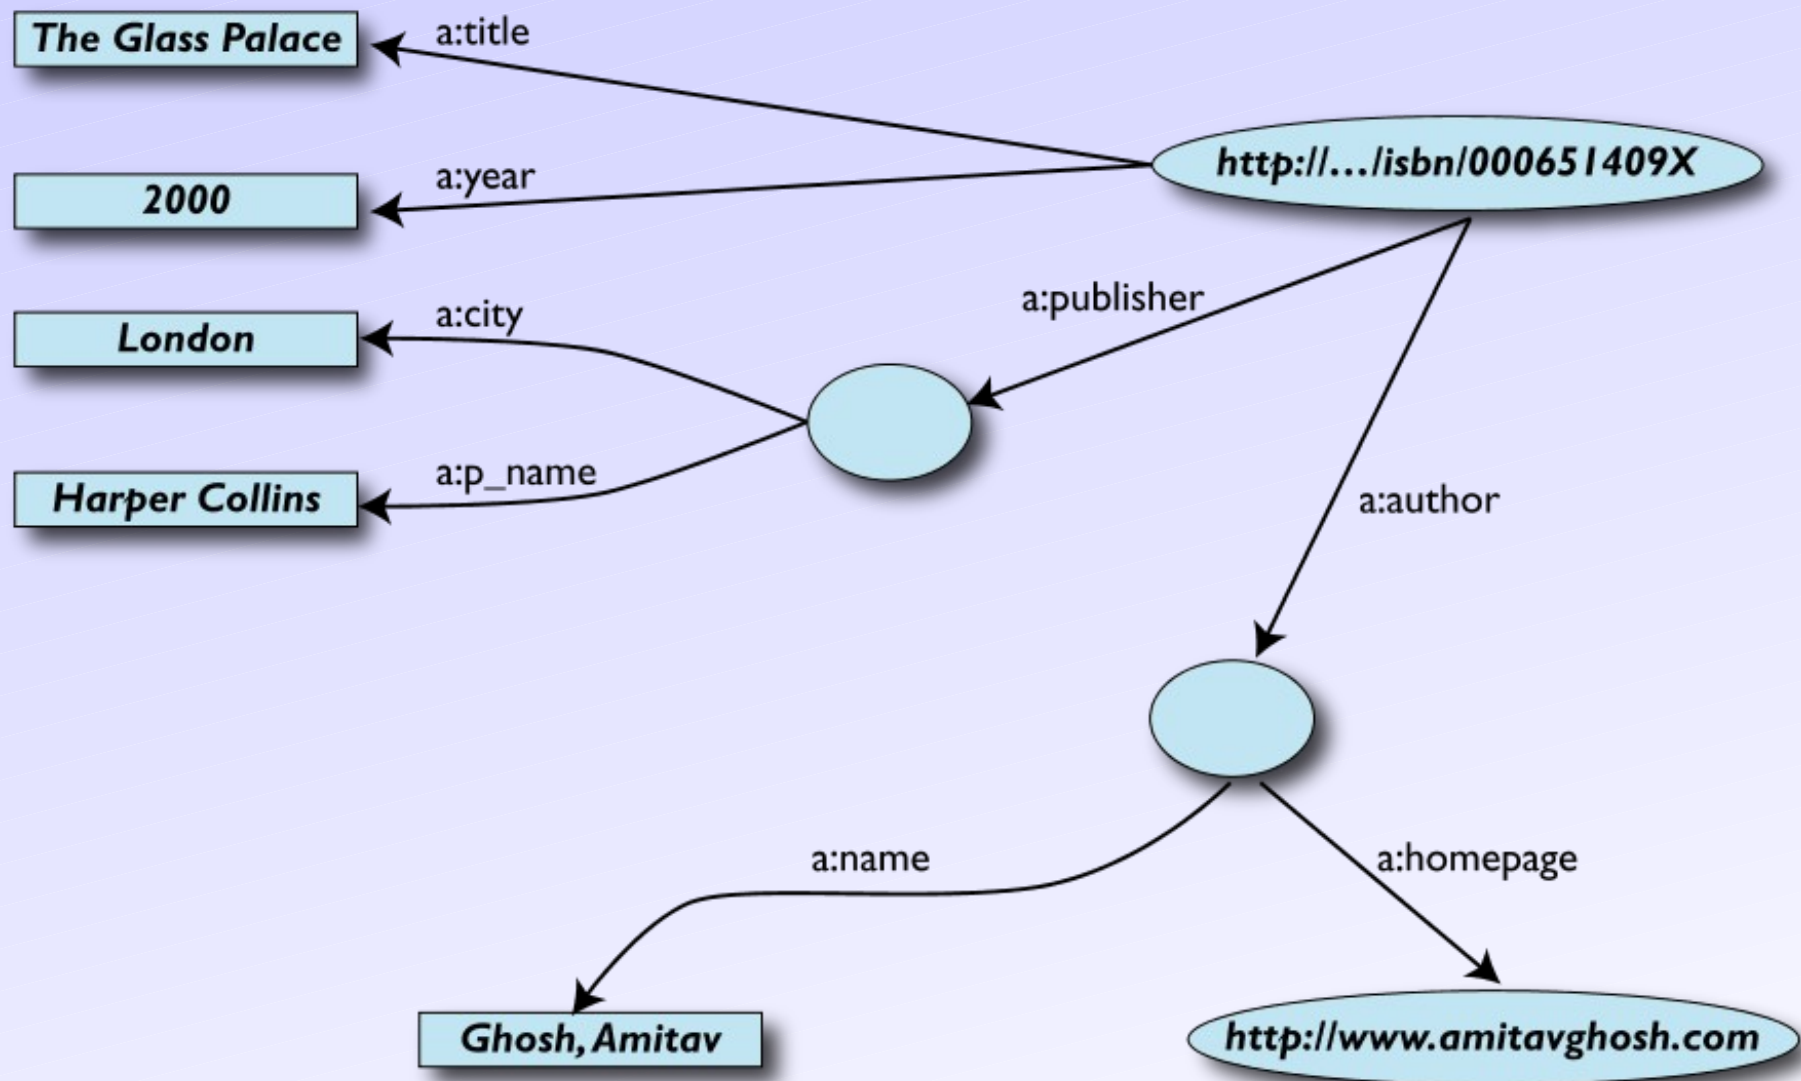 The Glass Palace
a:title
http://.../isbn/000651409X
2000
a:year
London
a:city
a:publisher
Harper Collins
a:p_name
a:author
a:name
a:homepage
Ghosh, Amitav
http://www.amitavghosh.com